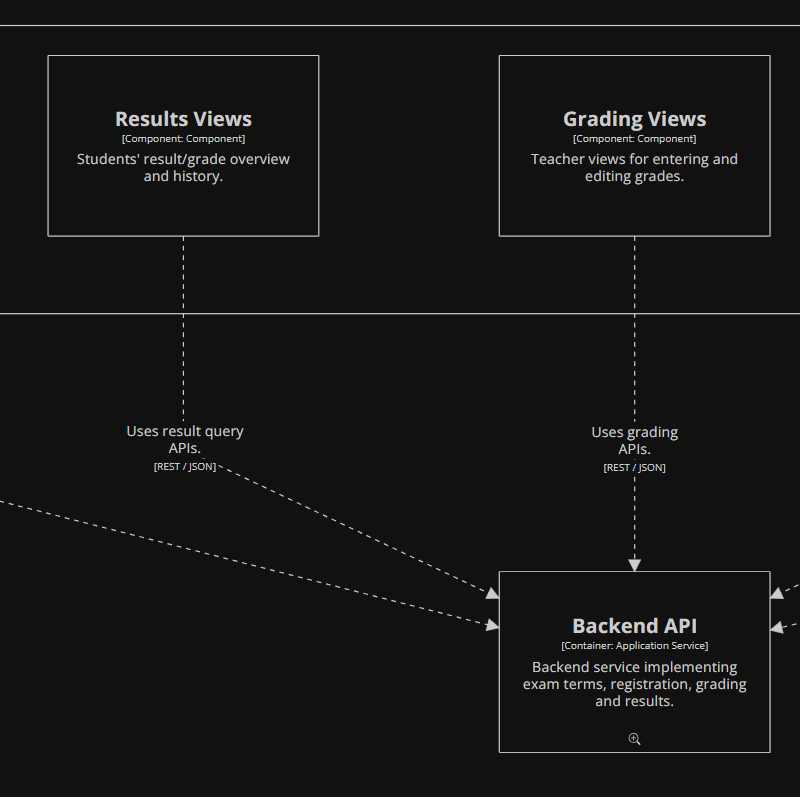 Results Views
[Component: Component]
Students' result/grade overview
and history.
Grading Views
[Component: Component]
Teacher views for entering and
editing grades.
Uses result query
APIs.
[REST / JSON]
Uses grading
APIs.
[REST / JSON]
Backend API
[Container: Application Service]
Backend service implementing
exam terms, registration, grading
and results.